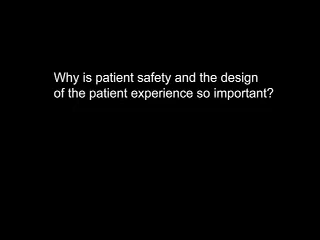 Why is patient safety and the design
of the patient experience so important?